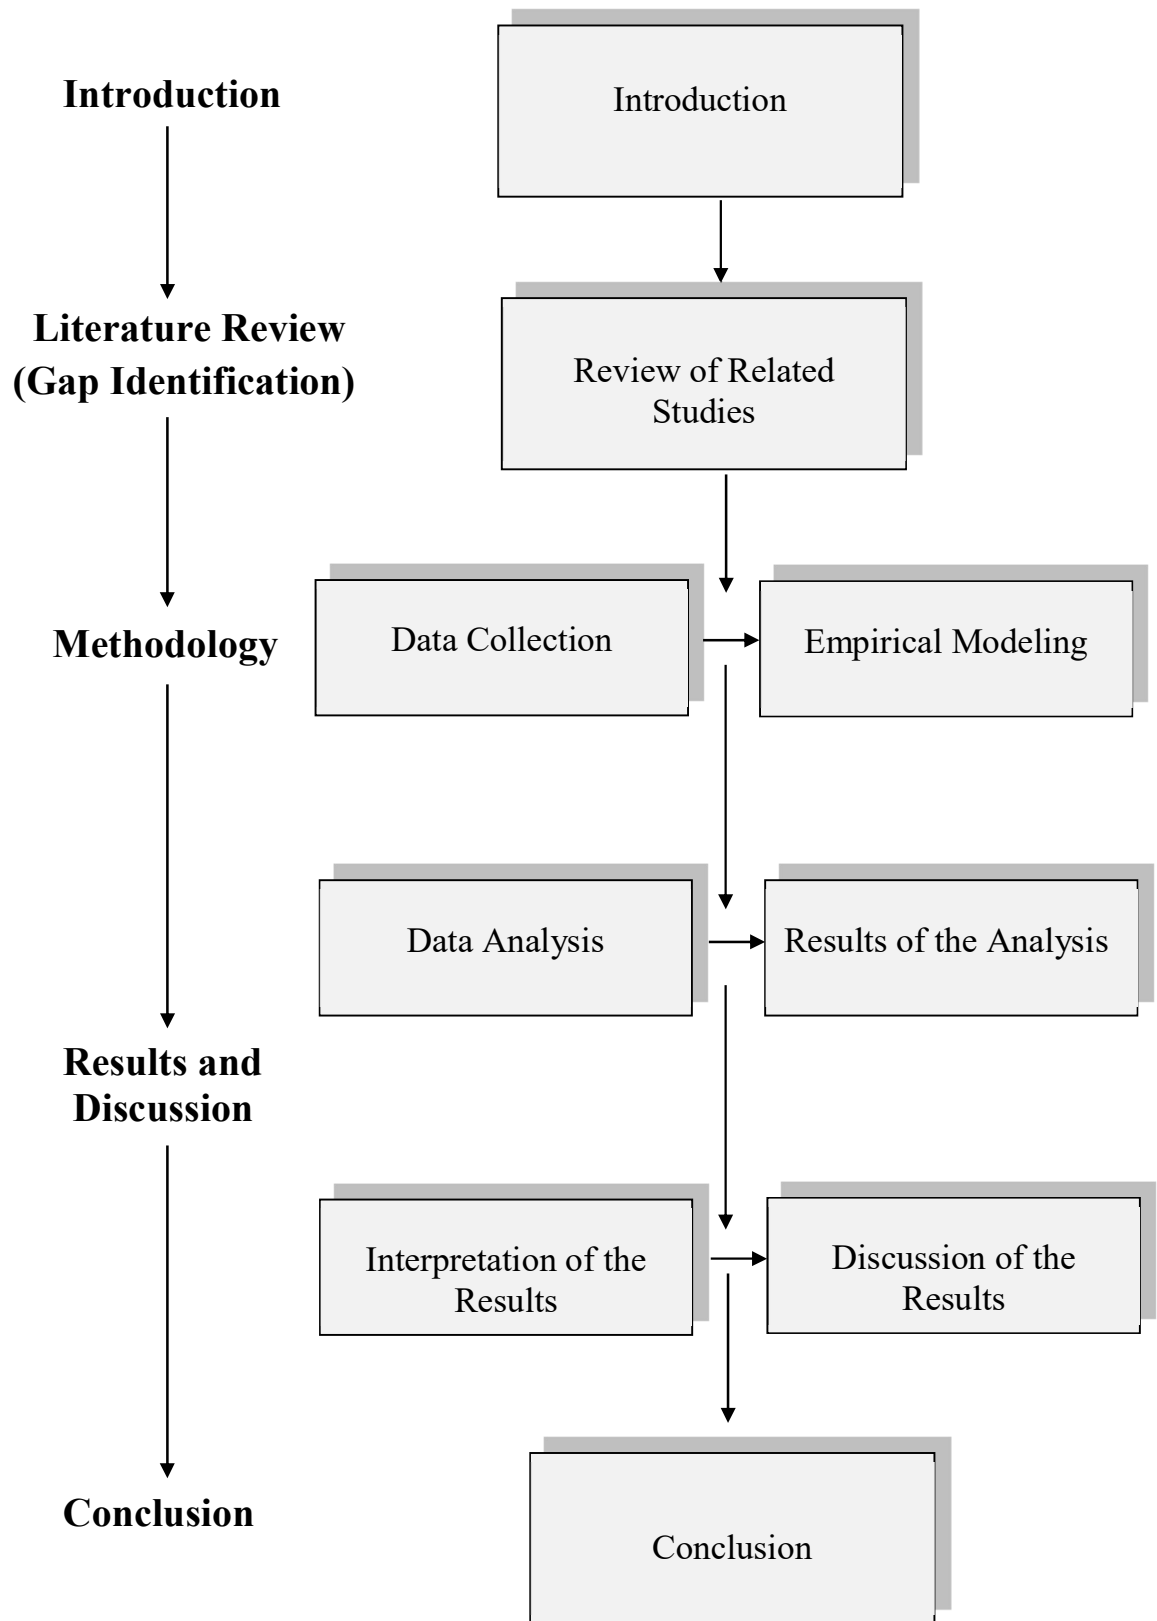 Introduction
Introduction
Literature Review
(Gap Identification)
Review of Related
Studies
Methodology
Data Collection
Empirical Modeling
Data Analysis
Results of the Analysis
Results and
Discussion
Interpretation of the
Results
Discussion of the
Results
Conclusion
Conclusion